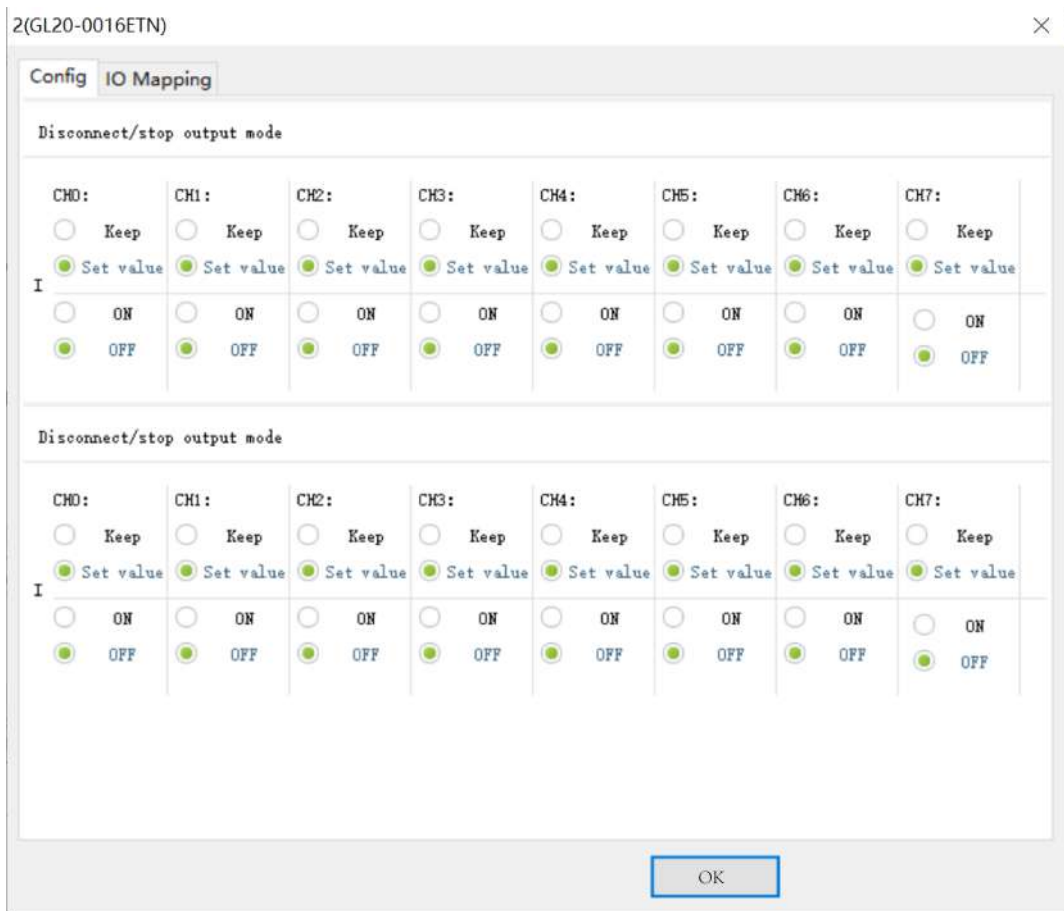 2(GL20-0016ETN)
Config IO Mapping
Disconnect/stop output mode
CH0: CH1: CH2: CH3: CH4: CH5: CH6: CH7:
Keep Keep Keep Keep Keep Keep Keep Keep
Set value Set value Set value Set value Set value Set value Set value Set value
I
ON ON ON ON ON ON ON ON
OFF OFF OFF OFF OFF OFF OFF OFF
Disconnect/stop output mode
CH0: CH1: CH2: CH3: CH4: CH5: CH6: CH7:
Keep Keep Keep Keep Keep Keep Keep Keep
Set value Set value Set value Set value Set value Set value Set value Set value
I
ON ON ON ON ON ON ON ON
OFF OFF OFF OFF OFF OFF OFF OFF
OK